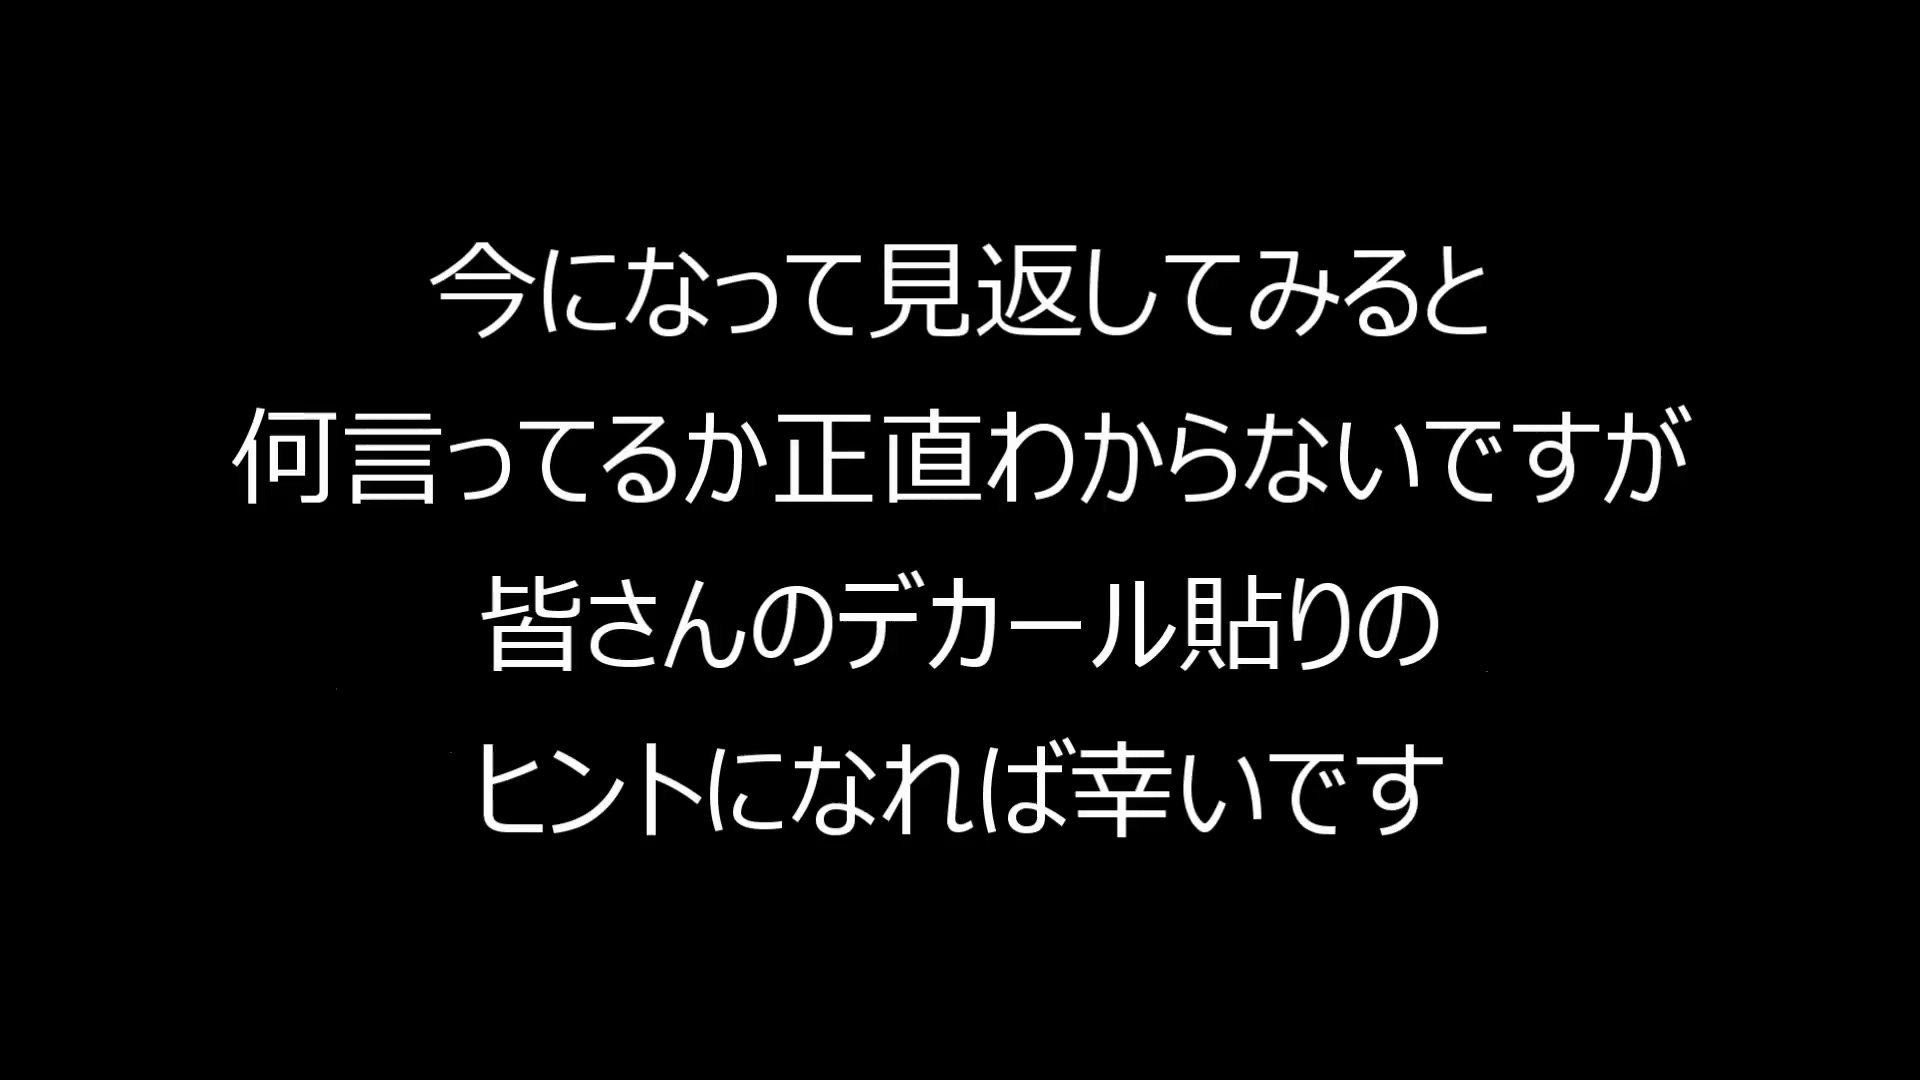 今になって見返してみると
何言ってるか正直わからないですが
皆さんのデカール貼りの
ヒントになれば幸いです